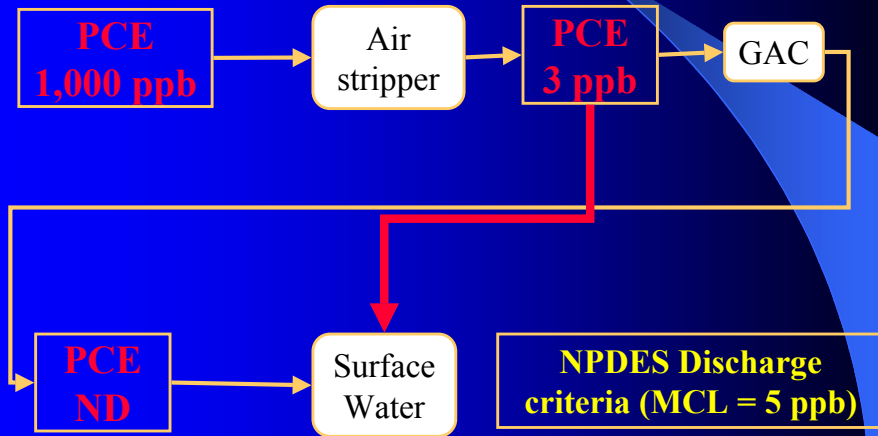 PCE
1,000 ppb
Air
stripper
PCE
3 ppb
GAC
PCE
ND
Surface
Water
NPDES Discharge
criteria (MCL = 5 ppb)